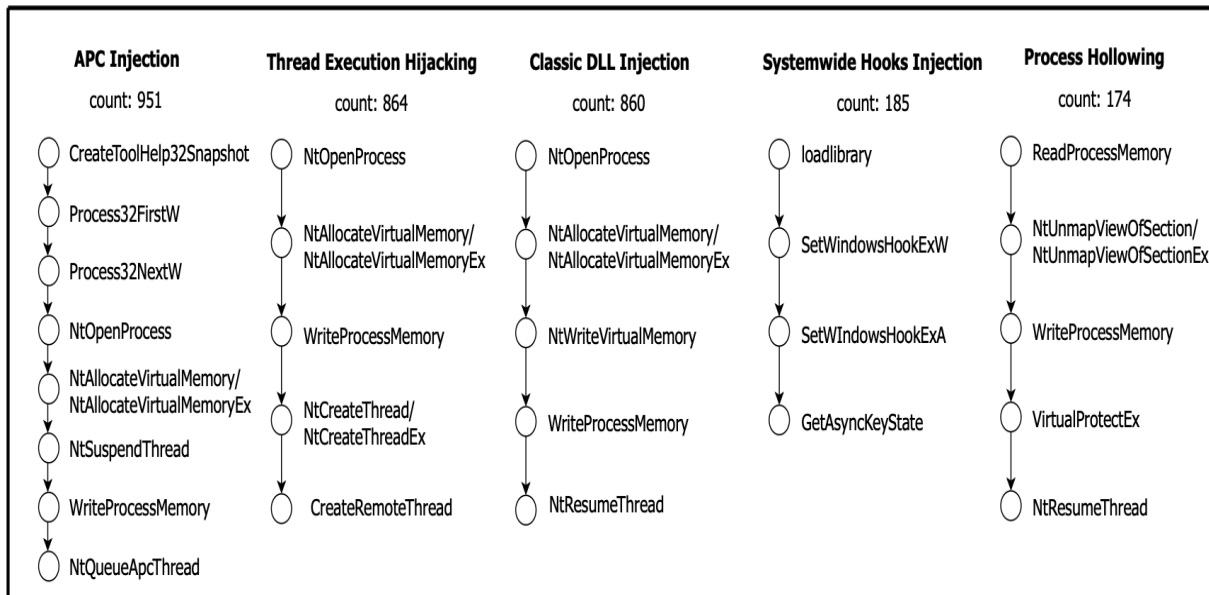 APC Injection
count: 951
CreateToolHelp32Snapshot
Process32FirstW
Process32NextW
NtOpenProcess
NtAllocateVirtualMemory/
NtAllocateVirtualMemoryEx
NtSuspendThread
WriteProcessMemory
NtQueueApcThread
Thread Execution Hijacking
count: 864
NtOpenProcess
NtAllocateVirtualMemory/
NtAllocateVirtualMemoryEx
WriteProcessMemory
NtCreateThread/
NtCreateThreadEx
CreateRemoteThread
Classic DLL Injection
count: 860
NtOpenProcess
NtAllocateVirtualMemory/
NtAllocateVirtualMemoryEx
NtWriteVirtualMemory
WriteProcessMemory
NtResumeThread
Systemwide Hooks Injection
count: 185
loadlibrary
SetWindowsHookExW
SetWIndowsHookExA
GetAsyncKeyState
Process Hollowing
count: 174
ReadProcessMemory
NtUnmapViewOfSection/
NtUnmapViewOfSectionEx
WriteProcessMemory
VirtualProtectEx
NtResumeThread